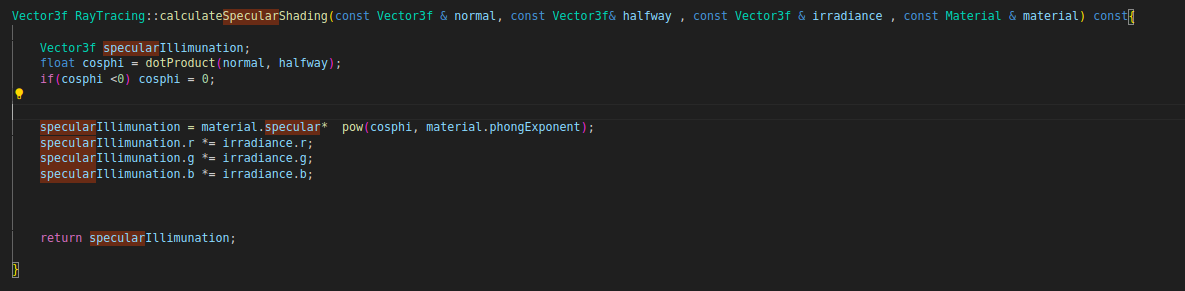 Vector3f RayTracing::calculateSpecularShading(const Vector3f & normal, const Vector3f& halfway , const Vector3f & irradiance , const Material & material) const{
Vector3f specularIllimunation;
float cosphi = dotProduct(normal, halfway);
if(cosphi <0) cosphi = 0;
specularIllimunation = material.specular*  pow(cosphi, material.phongExponent);
specularIllimunation.r *= irradiance.r;
specularIllimunation.g *= irradiance.g;
specularIllimunation.b *= irradiance.b;
return specularIllimunation;
}